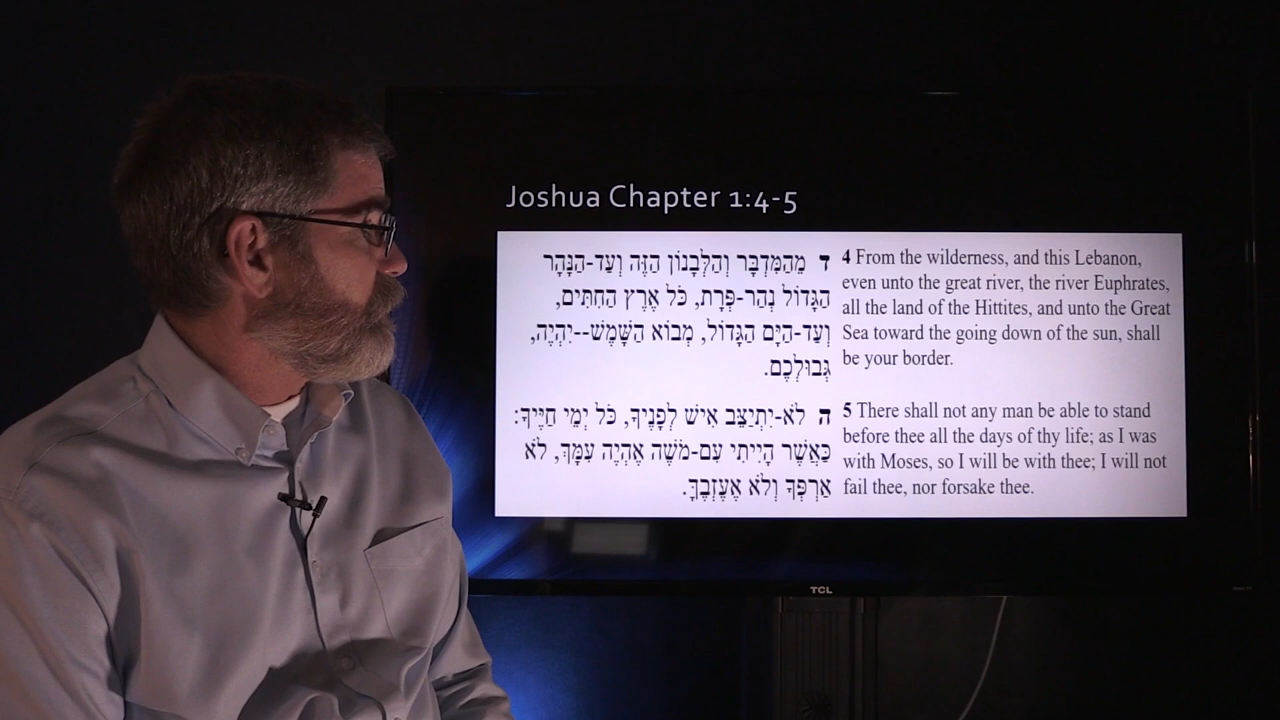 Joshua Chapter 1:4-5
ד מֵהַמִּדְבָּר וְהַלְּבָנוֹן הַזֶּה וְעַד-הַנָּהָר
הַגָּדוֹל נְהַר-פְּרָת, כֹּל אֶרֶץ הַחִתִּים,
וְעַד-הַיָּם הַגָּדוֹל, מְבוֹא הַשָּׁמֶשׁ--יִהְיֶה,
גְּבוּלְכֶם.
4 From the wilderness, and this Lebanon,
even unto the great river, the river Euphrates,
all the land of the Hittites, and unto the Great
Sea toward the going down of the sun, shall
be your border.
ה לֹא-יִתְיַצֵּב אִישׁ לְפָנֶיךָ, כֹּל יְמֵי חַיֶּיךָ:
כַּאֲשֶׁר הָיִיתִי עִם-מֹשֶׁה אֶהְיֶה עִמָּךְ, לֹא
אַרְפְּךָ וְלֹא אֶעֶזְבֶךָּ.
5 There shall not any man be able to stand
before thee all the days of thy life; as I was
with Moses, so I will be with thee; I will not
fail thee, nor forsake thee.
TCL